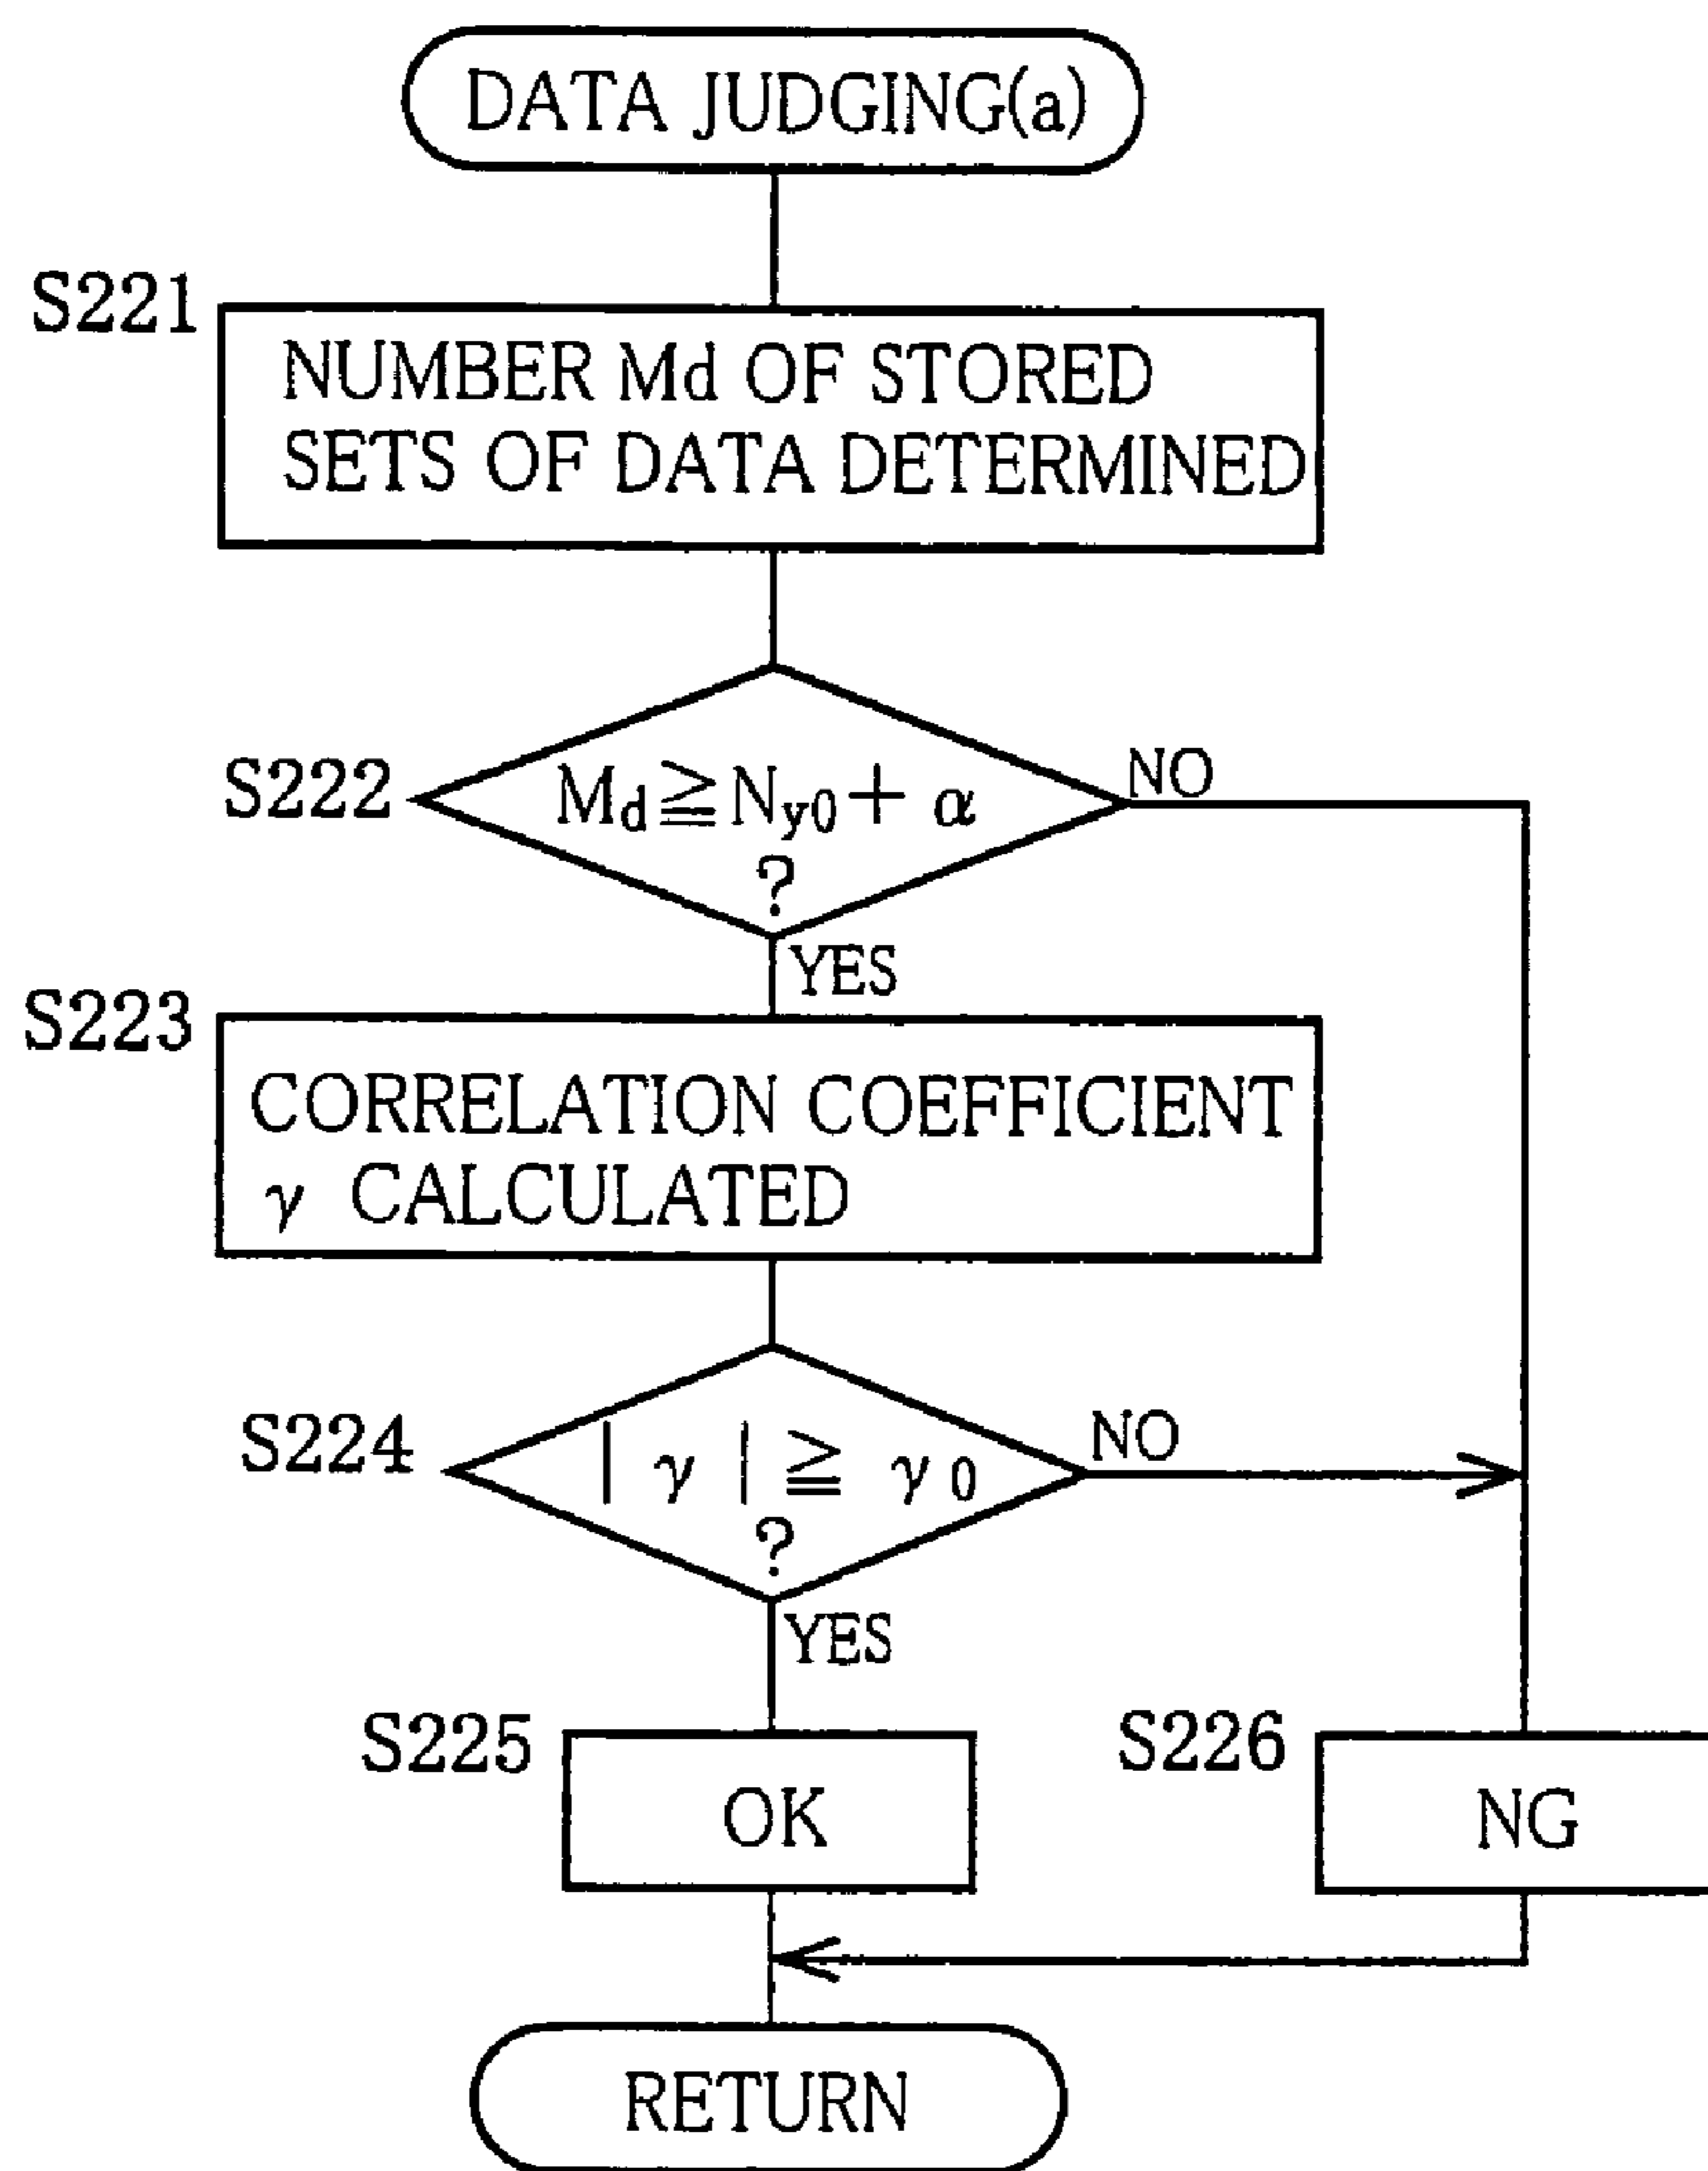 DATA JUDGING(a)
S221
NUMBER Md OF STORED
SETS OF DATA DETERMINED
S222
Md≧Ny0+ α
?
NO
YES
S223
CORRELATION COEFFICIENT
γ CALCULATED
S224
| γ | ≧ γ0
?
NO
YES
S225
OK
S226
NG
RETURN